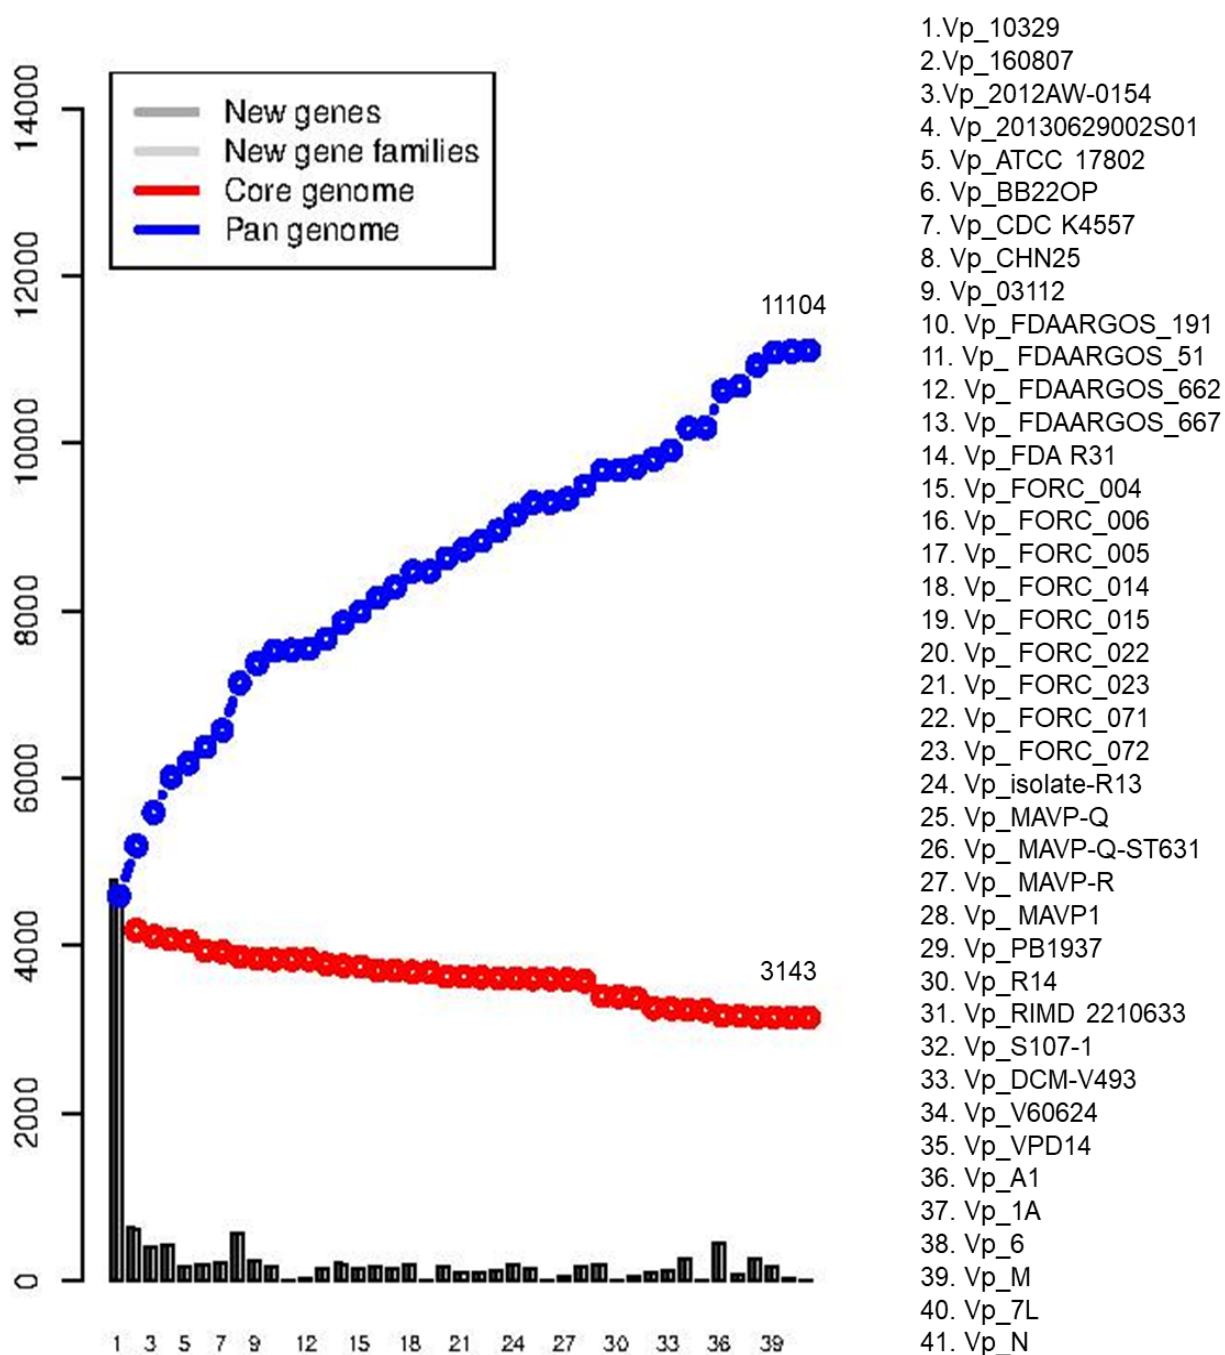 14000
12000
10000
8000
6000
4000
2000
0
New genes
New gene families
Core genome
Pan genome
11104
3143
1 3 5 7 9 12 15 18 21 24 27 30 33 36 39
1.Vp_10329
2.Vp_160807
3.Vp_2012AW-0154
4. Vp_20130629002S01
5. Vp_ATCC 17802
6. Vp_BB22OP
7. Vp_CDC K4557
8. Vp_CHN25
9. Vp_03112
10. Vp_FDAARGOS_191
11. Vp_ FDAARGOS_51
12. Vp_ FDAARGOS_662
13. Vp_ FDAARGOS_667
14. Vp_FDA R31
15. Vp_FORC_004
16. Vp_ FORC_006
17. Vp_ FORC_005
18. Vp_ FORC_014
19. Vp_ FORC_015
20. Vp_ FORC_022
21. Vp_ FORC_023
22. Vp_ FORC_071
23. Vp_ FORC_072
24. Vp_isolate-R13
25. Vp_MAVP-Q
26. Vp_ MAVP-Q-ST631
27. Vp_ MAVP-R
28. Vp_ MAVP1
29. Vp_PB1937
30. Vp_R14
31. Vp_RIMD 2210633
32. Vp_S107-1
33. Vp_DCM-V493
34. Vp_V60624
35. Vp_VPD14
36. Vp_A1
37. Vp_1A
38. Vp_6
39. Vp_M
40. Vp_7L
41. Vp_N